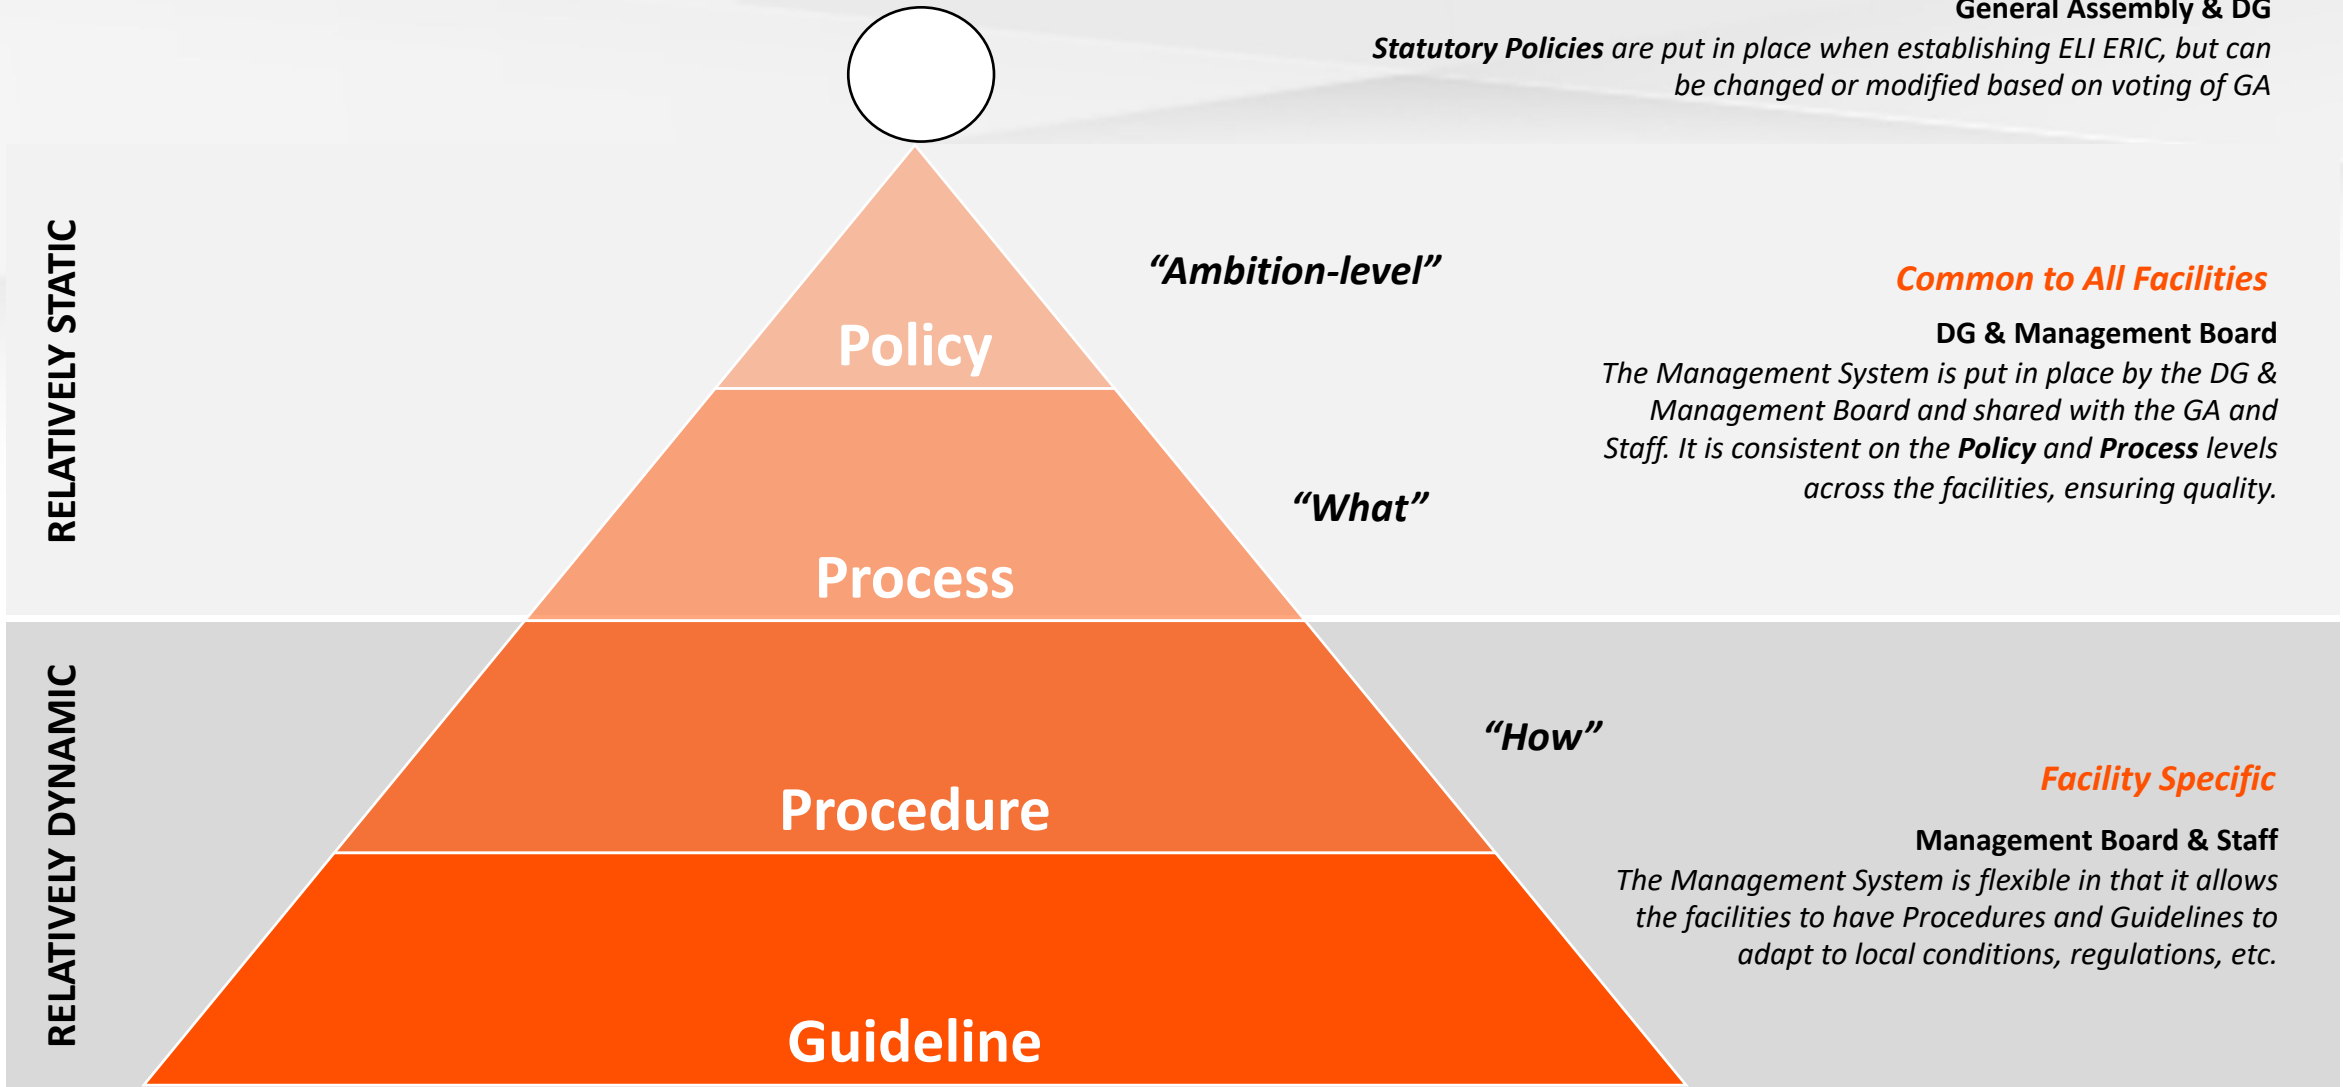 General Assembly & DG
Statutory Policies are put in place when establishing ELI ERIC, but can
be changed or modified based on voting of GA
RELATIVELY STATIC
“Ambition-level”
Policy
Common to All Facilities
DG & Management Board
The Management System is put in place by the DG &
Management Board and shared with the GA and
Staff. It is consistent on the Policy and Process levels
across the facilities, ensuring quality.
“What”
Process
RELATIVELY DYNAMIC
“How”
Procedure
Facility Specific
Management Board & Staff
The Management System is flexible in that it allows
the facilities to have Procedures and Guidelines to
adapt to local conditions, regulations, etc.
Guideline